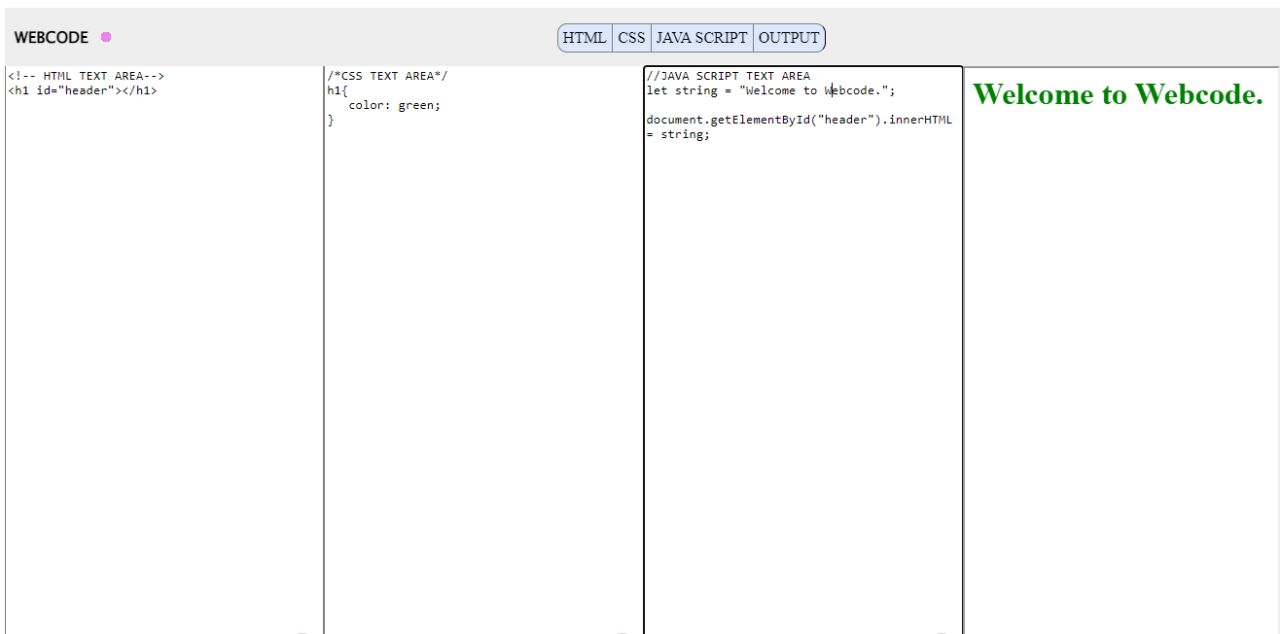 WEBCODE
HTML CSS JAVA SCRIPT OUTPUT
<!-- HTML TEXT AREA-->
<h1 id="header"></h1>
/*CSS TEXT AREA*/
h1{
   color: green;

}
//JAVA SCRIPT TEXT AREA
let string = "Welcome to Webcode.";

document.getElementById("header").innerHTML
= string;
Welcome to Webcode.